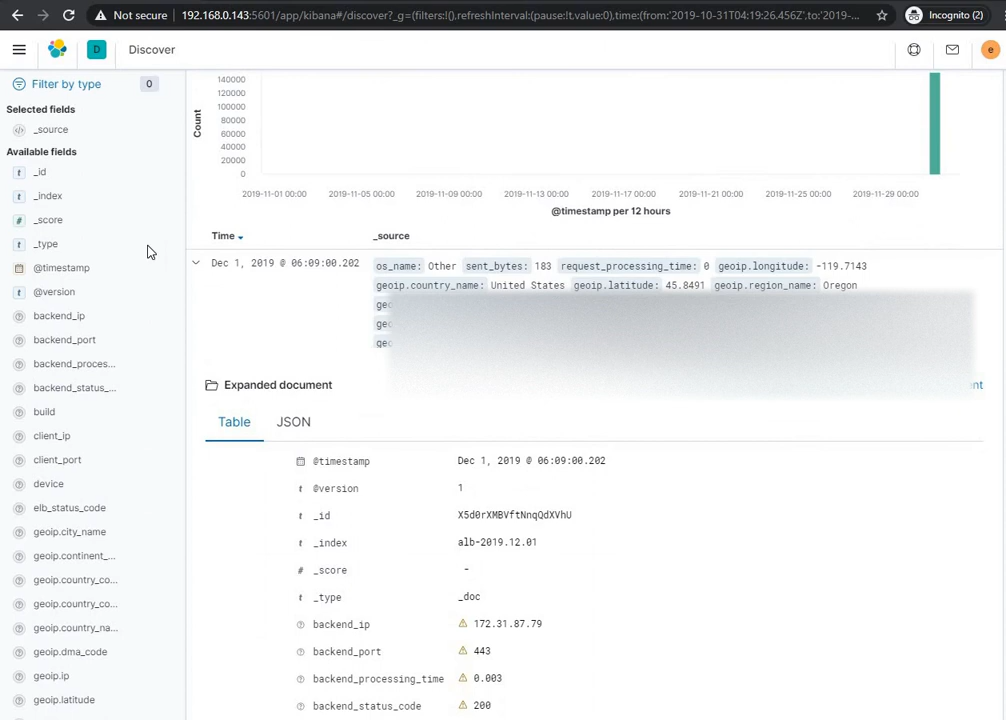 Not secure 192.168.0.143:5601/app/kibana#/discover?_g=(filters:!(),refreshInterval:(pause:!t,value:0),time:(from:'2019-10-31T04:19:26.456Z',to:'2019-... Incognito (2)
D Discover e
Filter by type 0
Selected fields
_source
Available fields
t _id
t _index
# _score
t _type
@timestamp
t @version
? backend_ip
? backend_port
? backend_proces...
? backend_status_...
? build
? client_ip
? client_port
? device
? elb_status_code
? geoip.city_name
? geoip.continent_...
? geoip.country_co...
? geoip.country_co...
? geoip.country_na...
? geoip.dma_code
? geoip.ip
? geoip.latitude
Count
140000
120000
100000
80000
60000
40000
20000
0
2019-11-01 00:00 2019-11-05 00:00 2019-11-09 00:00 2019-11-13 00:00 2019-11-17 00:00 2019-11-21 00:00 2019-11-25 00:00 2019-11-29 00:00
@timestamp per 12 hours
Time _source
Dec 1, 2019 @ 06:09:00.202 os_name: Other sent_bytes: 183 request_processing_time: 0 geoip.longitude: -119.7143
geoip.country_name: United States geoip.latitude: 45.8491 geoip.region_name: Oregon
geo
geo
geo
Expanded document nt
Table JSON
@timestamp Dec 1, 2019 @ 06:09:00.202
t @version 1
t _id X5d0rXMBVftNnqQdXVhU
t _index alb-2019.12.01
# _score -
t _type _doc
? backend_ip 172.31.87.79
? backend_port 443
? backend_processing_time 0.003
? backend_status_code 200